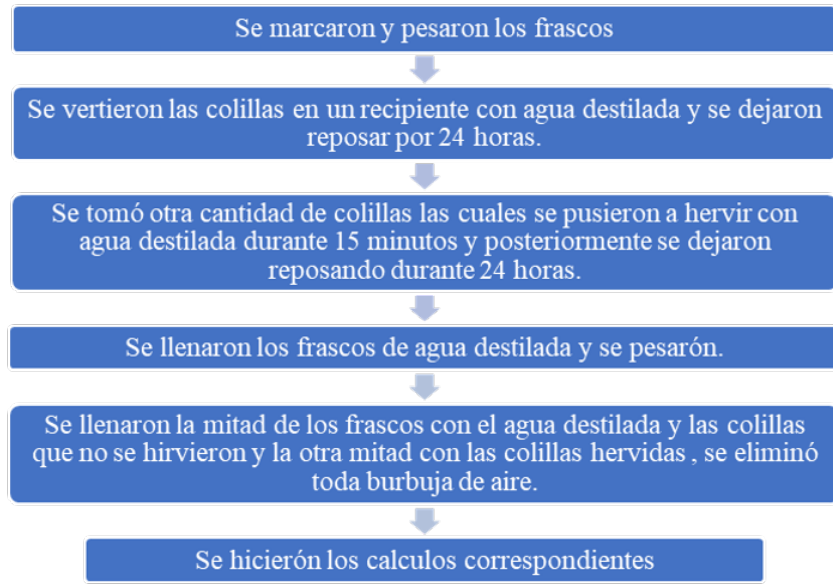 Se marcaron y pesaron los frascos
Se vertieron las colillas en un recipiente con agua destilada y se dejaron
reposar por 24 horas.
Se tomó otra cantidad de colillas las cuales se pusieron a hervir con
agua destilada durante 15 minutos y posteriormente se dejaron
reposando durante 24 horas.
Se llenaron los frascos de agua destilada y se pesarón.
Se llenaron la mitad de los frascos con el agua destilada y las colillas
que no se hirvieron y la otra mitad con las colillas hervidas , se eliminó
toda burbuja de aire.
Se hicierón los calculos correspondientes